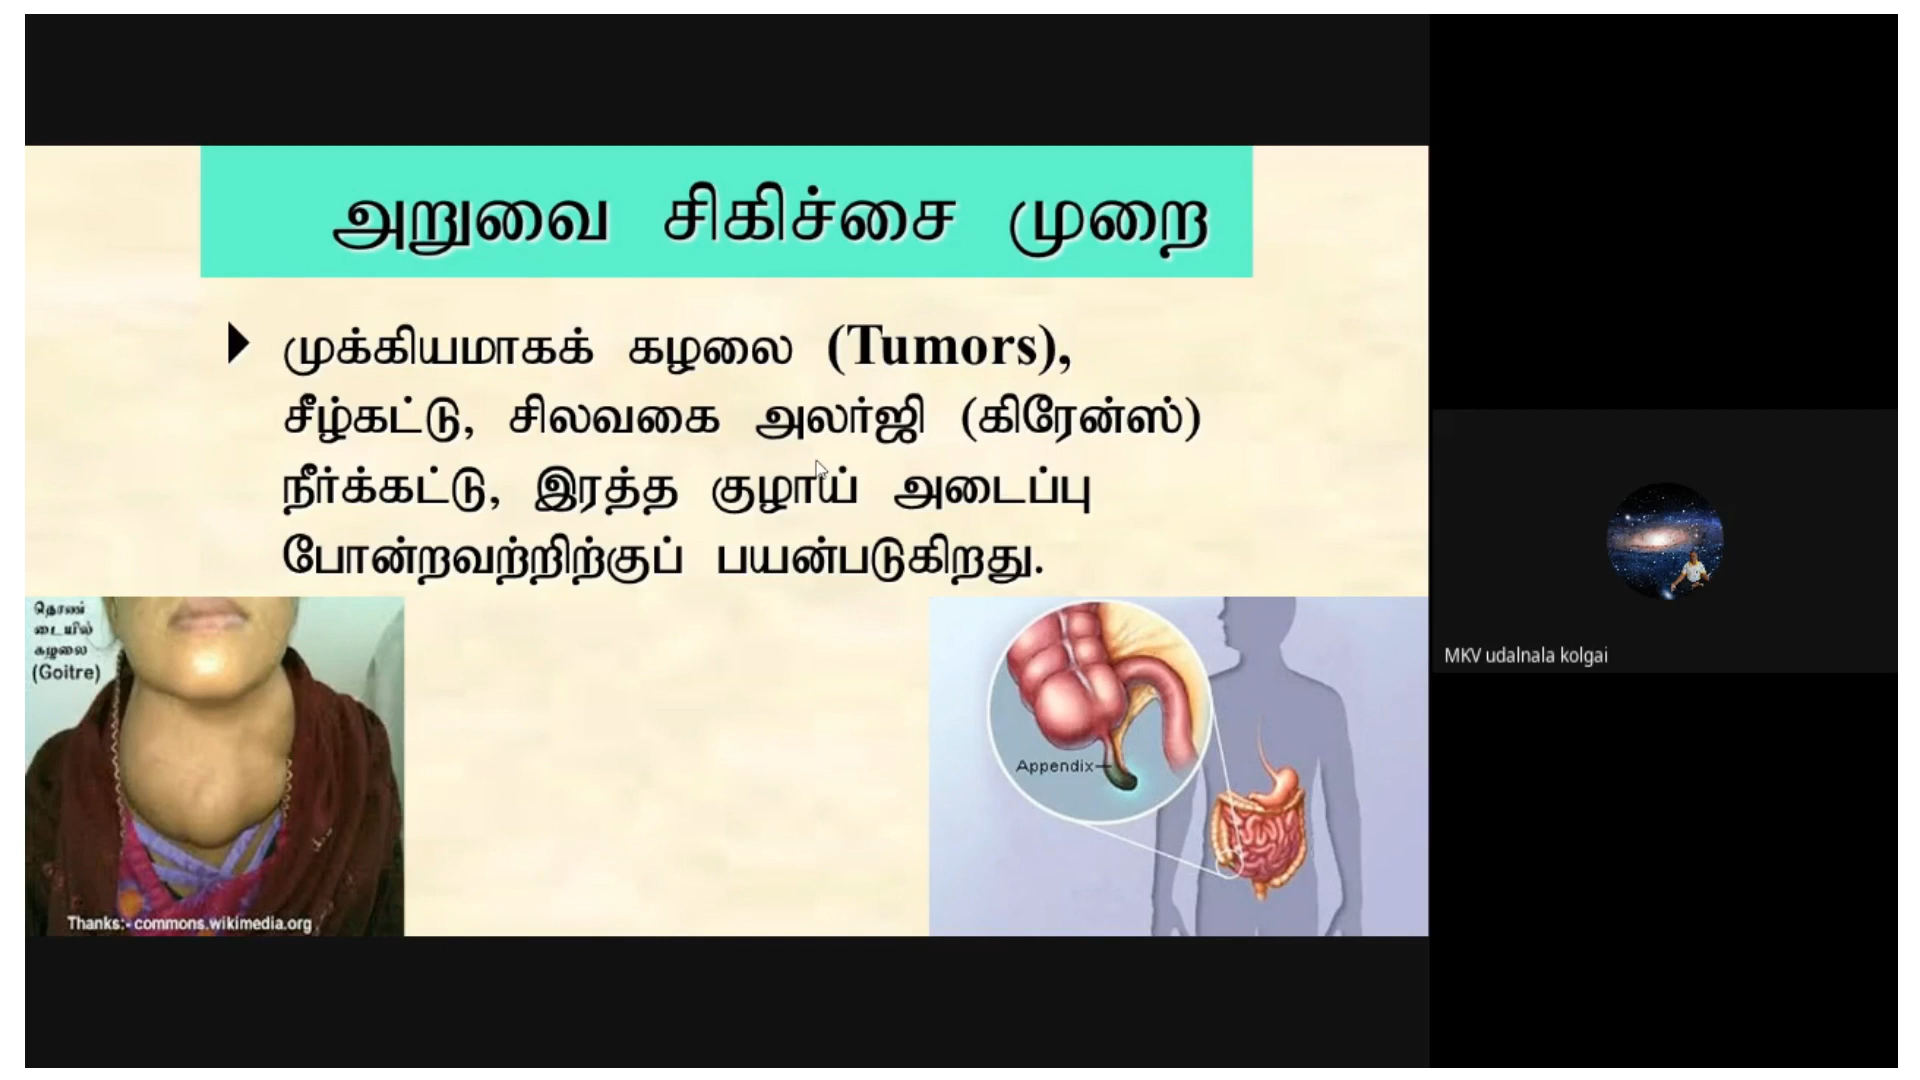 அறுவை சிகிச்சை முறை
முக்கியமாகக் கழலை (Tumors),
சீழ்கட்டு, சிலவகை அலர்ஜி (கிரேன்ஸ்)
நீர்க்கட்டு, இரத்த குழாய் அடைப்பு
போன்றவற்றிற்குப் பயன்படுகிறது.
தொண்
டையில்
கழலை
(Goitre)
Thanks:- commons.wikimedia.org
Appendix
MKV udalnala kolgai